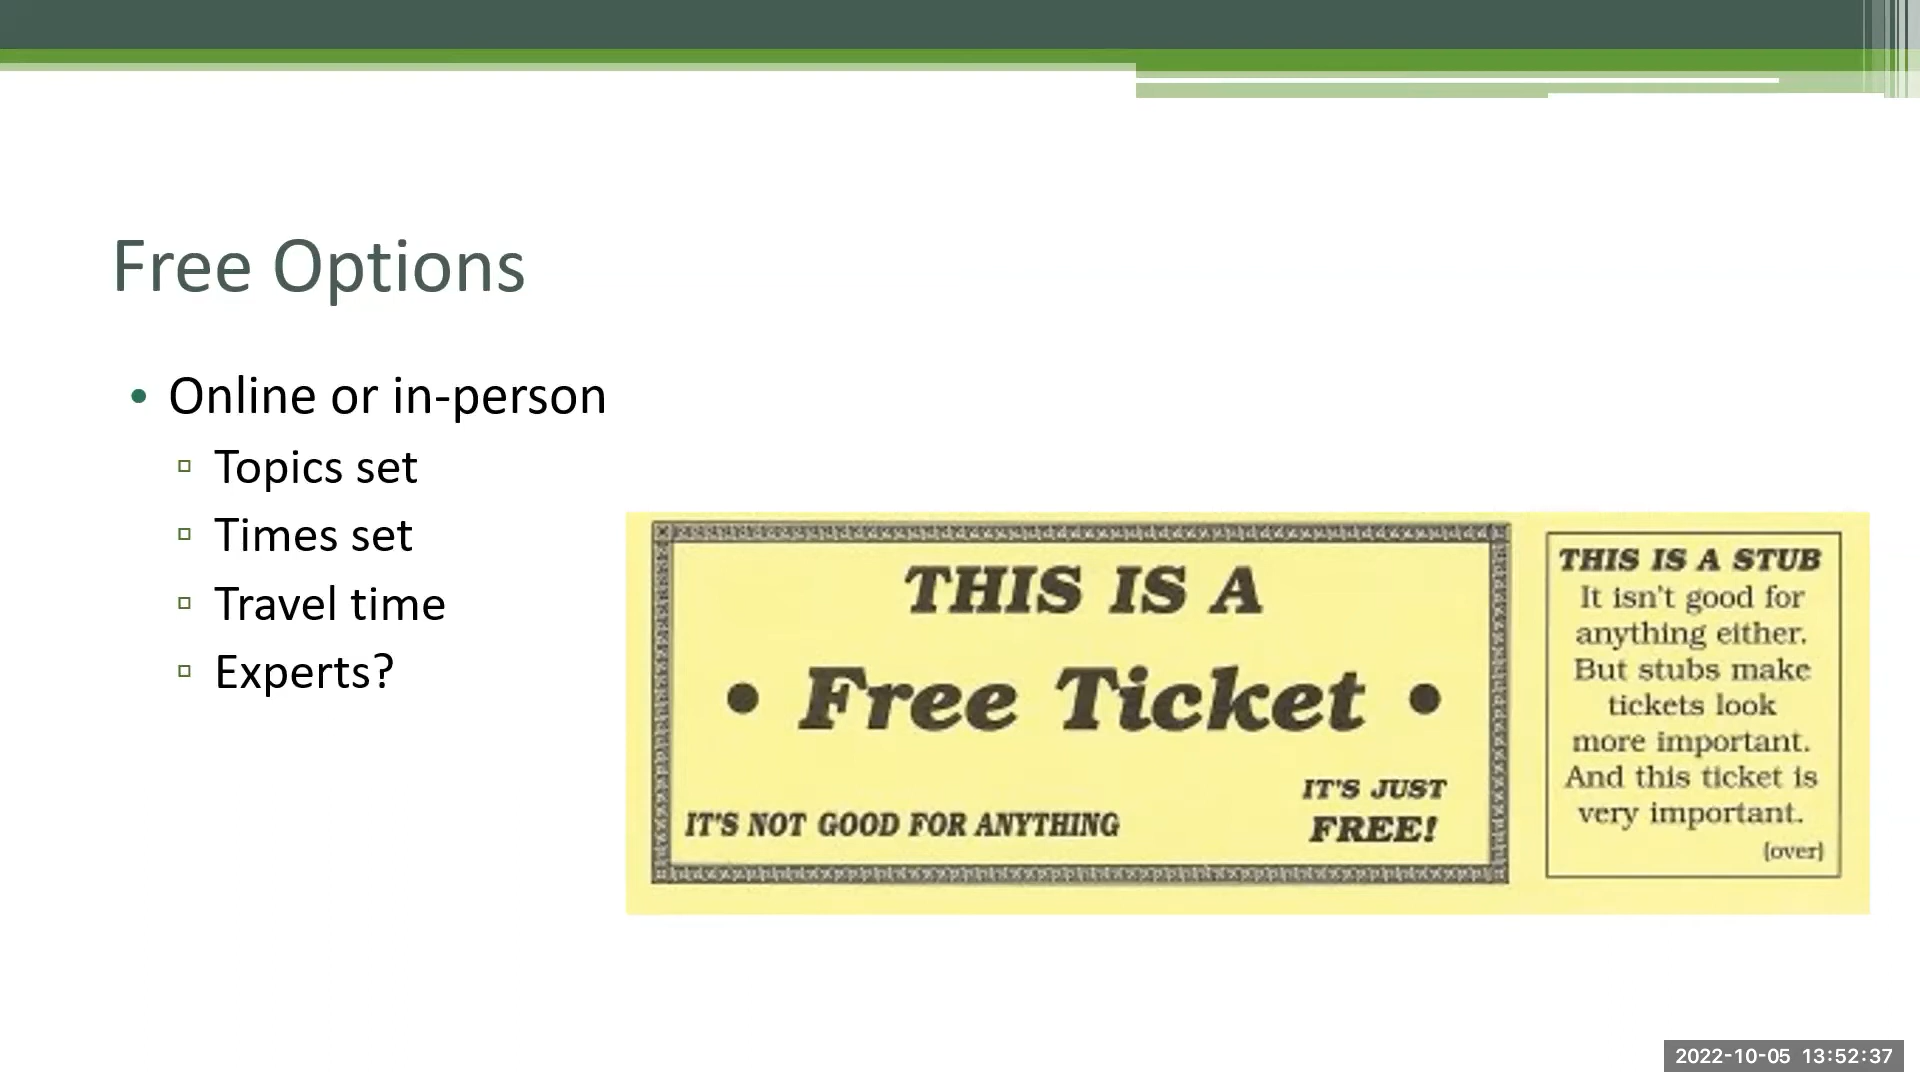 Free Options
• Online or in-person
▫ Topics set
▫ Times set
▫ Travel time
▫ Experts?
THIS IS A
• Free Ticket •
IT'S NOT GOOD FOR ANYTHING
IT'S JUST
FREE!
THIS IS A STUB
It isn't good for
anything either.
But stubs make
tickets look
more important.
And this ticket is
very important.
(over)
2022-10-05 13:52:37